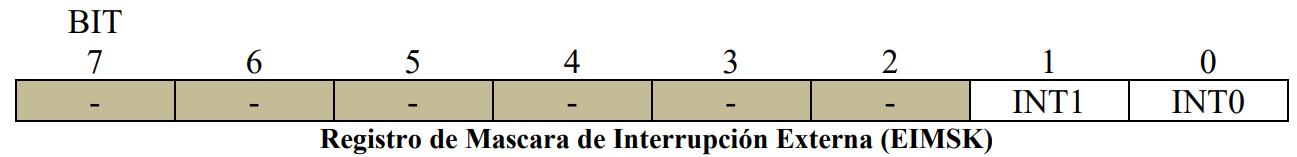 BIT
7 6 5 4 3 2 1 0
- - - - - - INT1 INT0
Registro de Mascara de Interrupción Externa (EIMSK)